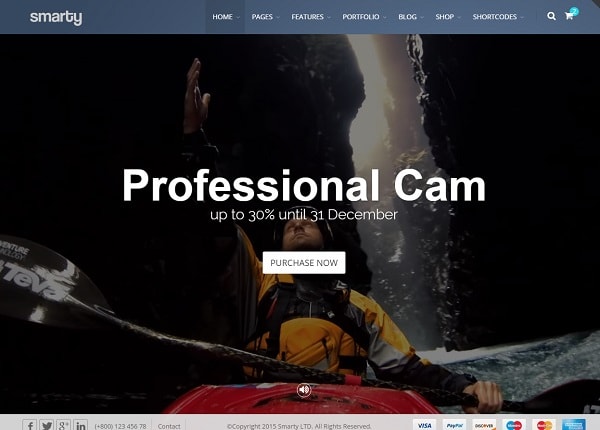 smarty
HOME PAGES FEATURES PORTFOLIO BLOG SHOP SHORTCODES 2
Professional Cam
up to 30% until 31 December
PURCHASE NOW
Teva
(+800) 123 456 78 Contact ©Copyright 2015 Smarty LTD. All Rights Reserved. VISA PayPal DISCOVER